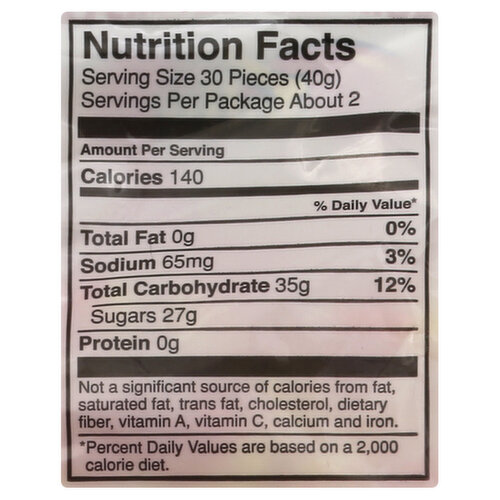 Nutrition Facts
Serving Size 30 Pieces (40g)
Servings Per Package About 2
Amount Per Serving
Calories 140
% Daily Value*
Total Fat 0g 0%
Sodium 65mg 3%
Total Carbohydrate 35g 12%
Sugars 27g
Protein 0g
Not a significant source of calories from fat,
saturated fat, trans fat, cholesterol, dietary
fiber, vitamin A, vitamin C, calcium and iron.
*Percent Daily Values are based on a 2,000
calorie diet.